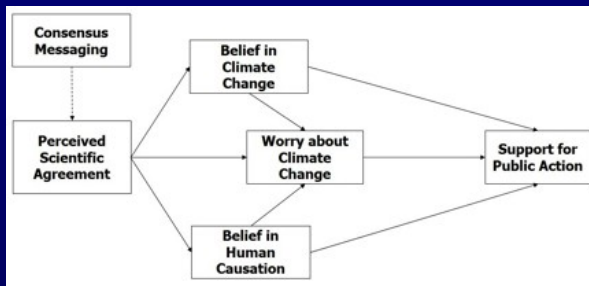 Consensus
Messaging
Belief in
Climate
Change
Perceived
Scientific
Agreement
Worry about
Climate
Change
Support for
Public Action
Belief in
Human
Causation